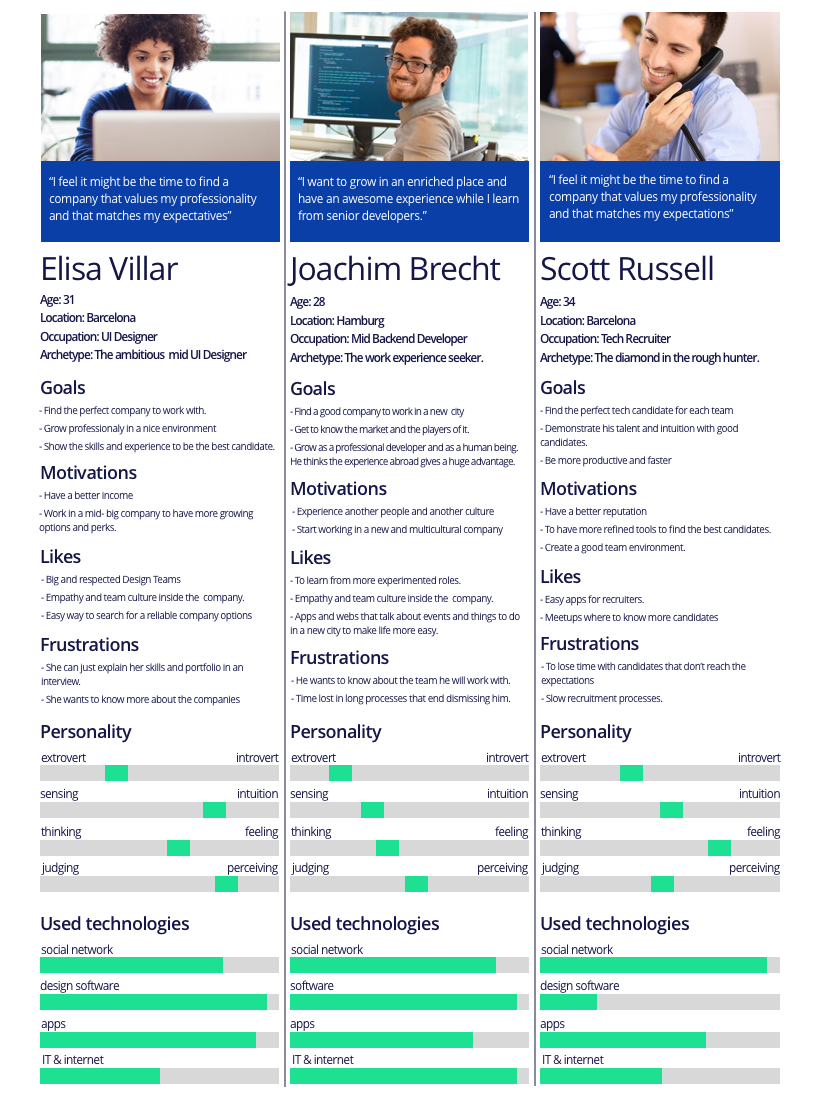 “I feel it might be the time to find a
company that values my professionality
and that matches my expectatives”
Elisa Villar
Age: 31
Location: Barcelona
Occupation: UI Designer
Archetype: The ambitious  mid UI Designer
Goals
- Find the perfect company to work with.
- Grow professionaly in a nice environment
- Show the skills and experience to be the best candidate.
Motivations
- Have a better income
- Work in a mid- big company to have more growing
options and perks.
Likes
- Big and respected Design Teams
- Empathy and team culture inside the  company.
- Easy way to search for a reliable company options
Frustrations
- She can just explain her skills and portfolio in an
interview.
- She wants to know more about the companies
Personality
extrovert introvert
sensing intuition
thinking feeling
judging perceiving
Used technologies
social network
design software
apps
IT & internet
“I want to grow in an enriched place and
have an awesome experience while I learn
from senior developers.”
Joachim Brecht
Age: 28
Location: Hamburg
Occupation: Mid Backend Developer
Archetype: The work experience seeker.
Goals
- Find a good company to work in a new  city
- Get to know the market and the players of it.
- Grow as a professional developer and as a human being.
He thinks the experience abroad gives a huge advantage.
Motivations
- Experience another people and another culture
- Start working in a new and multicultural company
Likes
- To learn from more experimented roles.
- Empathy and team culture inside the  company.
- Apps and webs that talk about events and things to do
in a new city to make life more easy.
Frustrations
- He wants to know about the team he will work with.
- Time lost in long processes that end dismissing him.
Personality
extrovert introvert
sensing intuition
thinking feeling
judging perceiving
Used technologies
social network
software
apps
IT & internet
“I feel it might be the time to find a
company that values my professionality
and that matches my expectations”
Scott Russell
Age: 34
Location: Barcelona
Occupation: Tech Recruiter
Archetype: The diamond in the rough hunter.
Goals
- Find the perfect tech candidate for each team
- Demonstrate his talent and intuition with good
candidates.
- Be more productive and faster
Motivations
- Have a better reputation
- To have more refined tools to find the best candidates.
- Create a good team environment.
Likes
- Easy apps for recruiters.
- Meetups where to know more candidates
Frustrations
- To lose time with candidates that don’t reach the
expectations
- Slow recruitment processes.
Personality
extrovert introvert
sensing intuition
thinking feeling
judging perceiving
Used technologies
social network
design software
apps
IT & internet